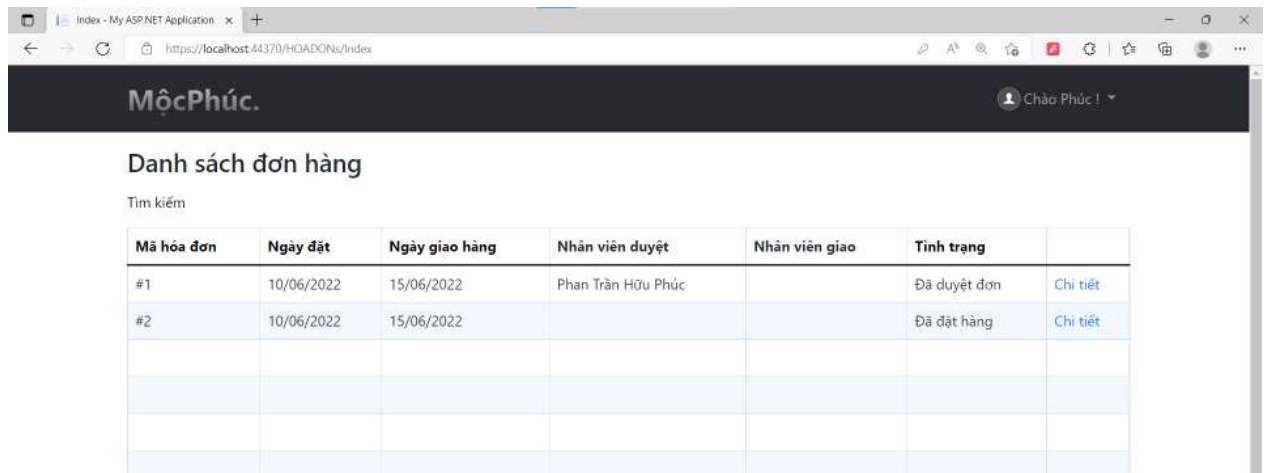 Index - My ASP.NET Application
https://localhost:44370/HOADONs/Index
MộcPhúc.
Chào Phúc !
Danh sách đơn hàng
Tìm kiếm
Mã hóa đơn Ngày đặt Ngày giao hàng Nhân viên duyệt Nhân viên giao Tình trạng
#1 10/06/2022 15/06/2022 Phan Trần Hữu Phúc Đã duyệt đơn Chi tiết
#2 10/06/2022 15/06/2022 Đã đặt hàng Chi tiết